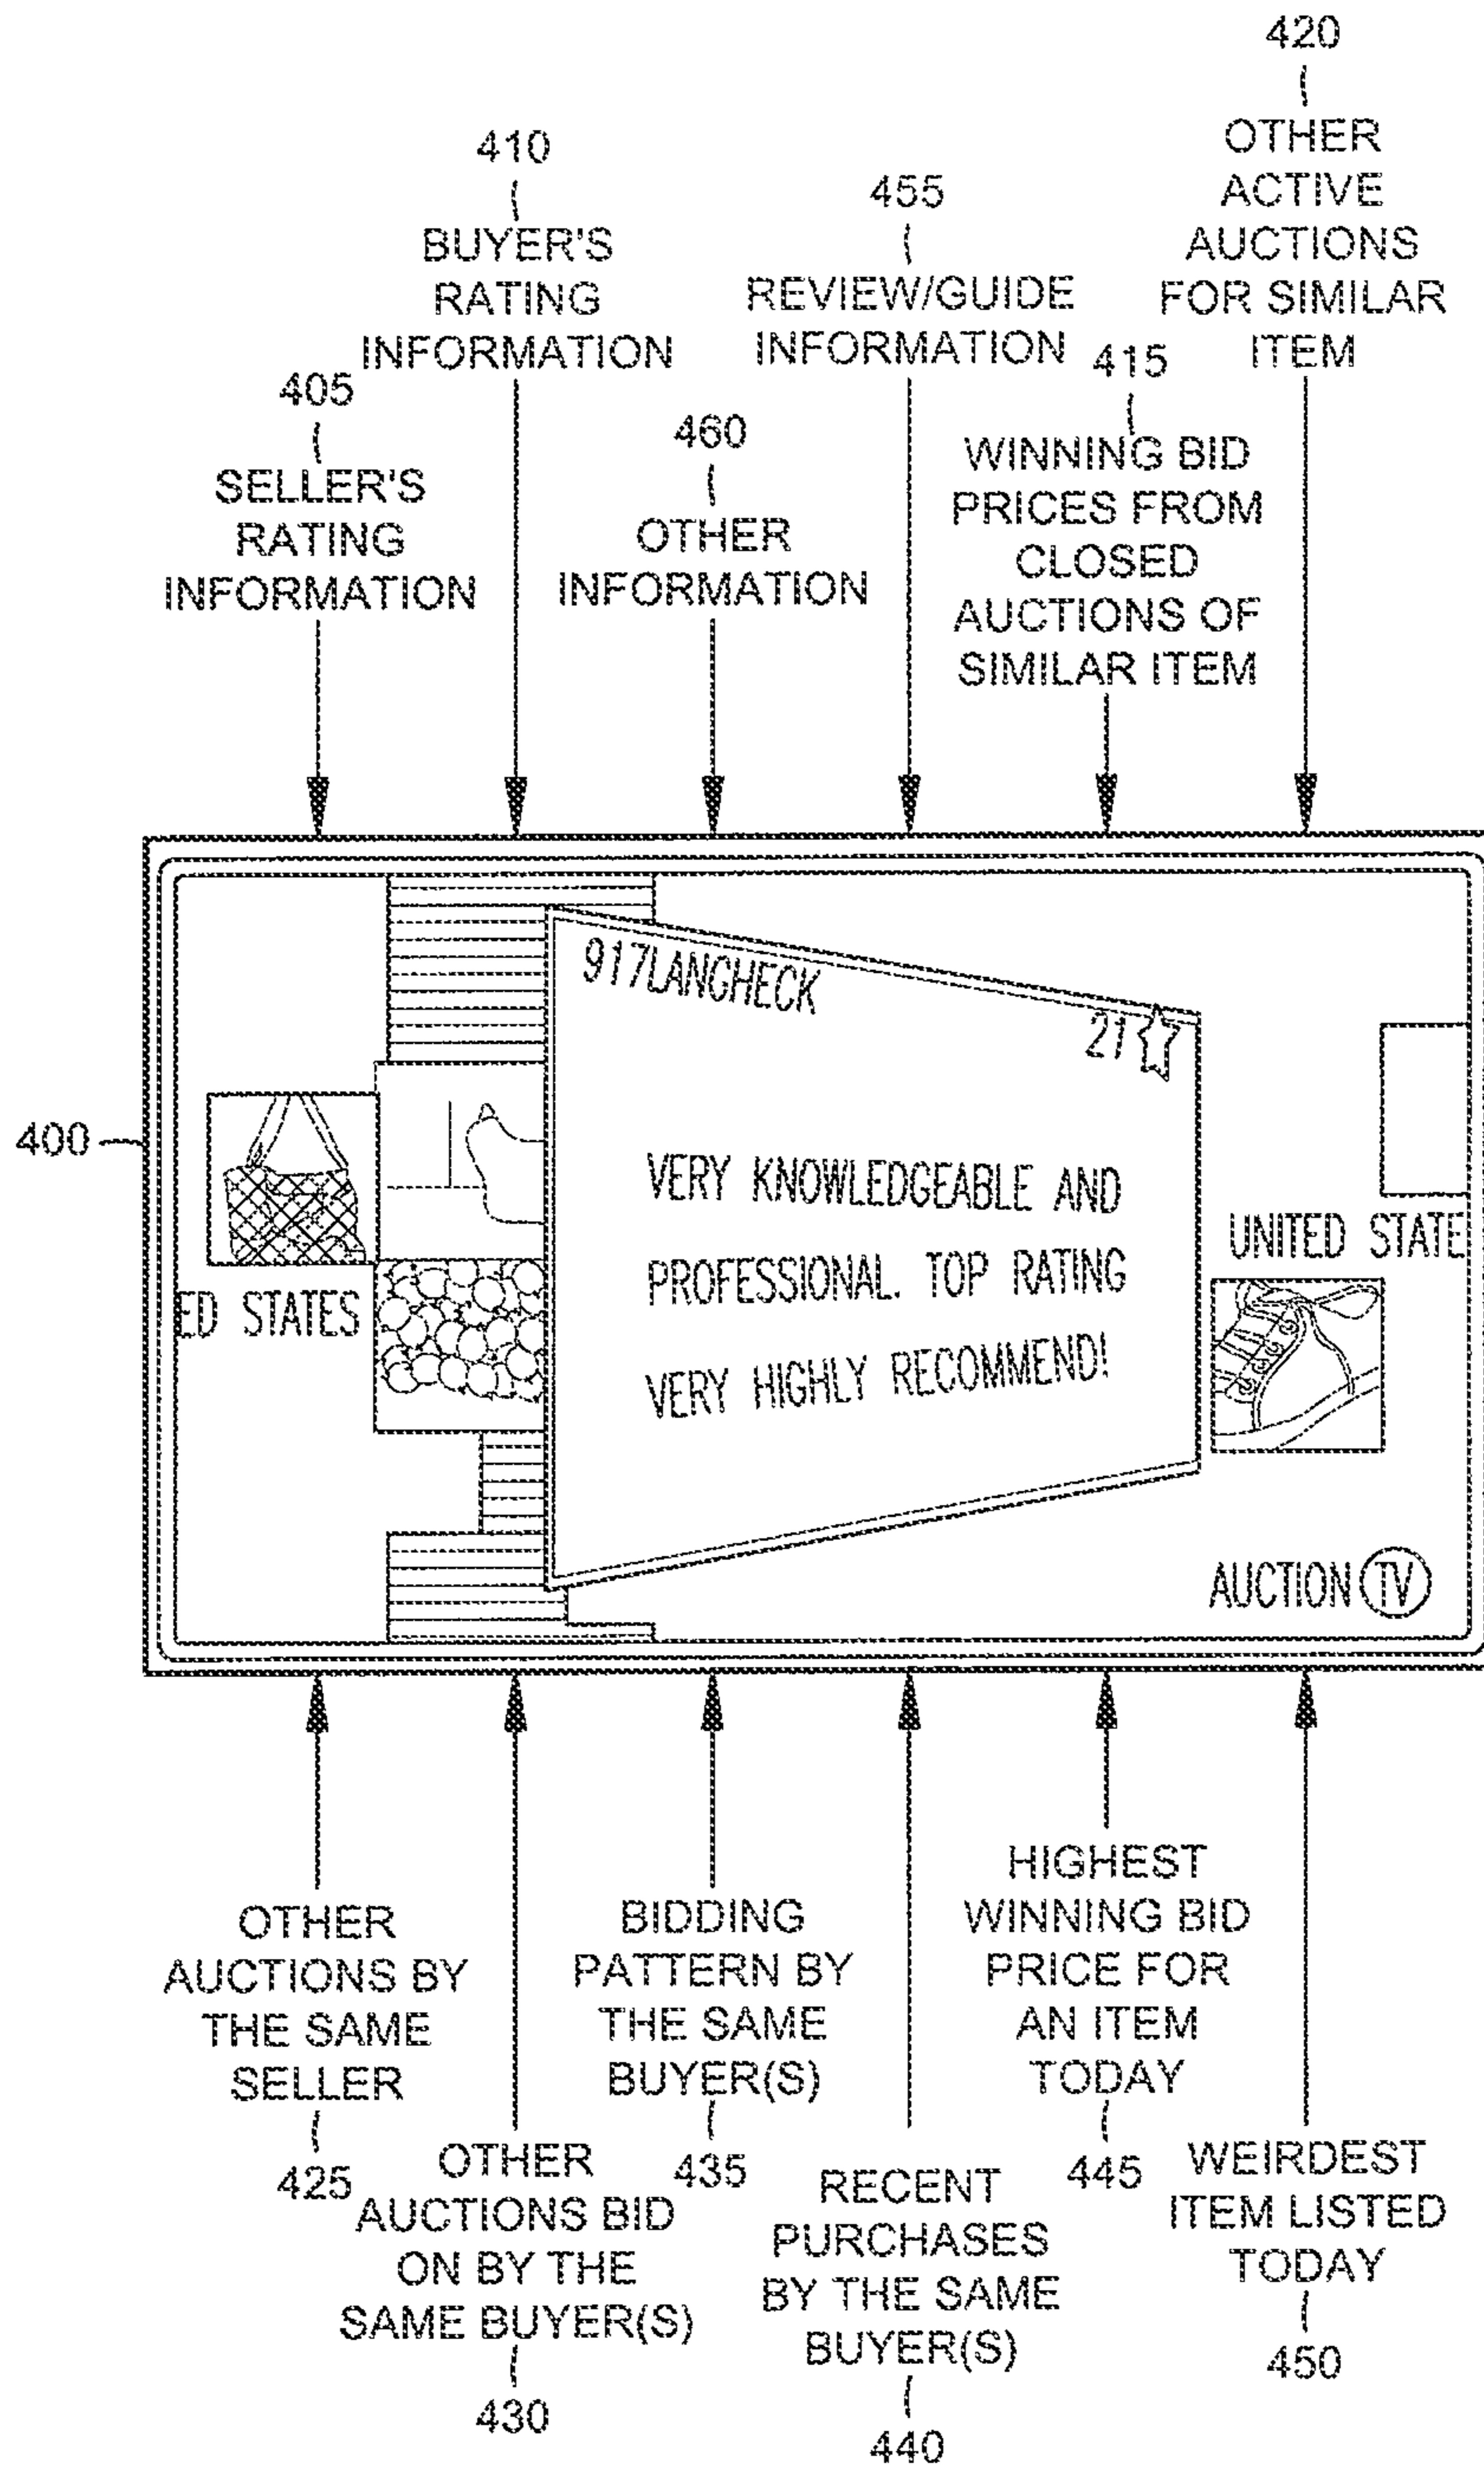 420
OTHER
ACTIVE
AUCTIONS
FOR SIMILAR
ITEM
410
BUYER'S
RATING
INFORMATION
455
REVIEW/GUIDE
INFORMATION
415
WINNING BID
PRICES FROM
CLOSED
AUCTIONS OF
SIMILAR ITEM
405
SELLER'S
RATING
INFORMATION
460
OTHER
INFORMATION
400
917LANCHECK
21
VERY KNOWLEDGEABLE AND
PROFESSIONAL. TOP RATING
VERY HIGHLY RECOMMEND!
ED STATES
UNITED STATE
AUCTION TV
OTHER
AUCTIONS BY
THE SAME
SELLER
425
OTHER
AUCTIONS BID
ON BY THE
SAME BUYER(S)
430
BIDDING
PATTERN BY
THE SAME
BUYER(S)
435
RECENT
PURCHASES
BY THE SAME
BUYER(S)
440
HIGHEST
WINNING BID
PRICE FOR
AN ITEM
TODAY
445
WEIRDEST
ITEM LISTED
TODAY
450